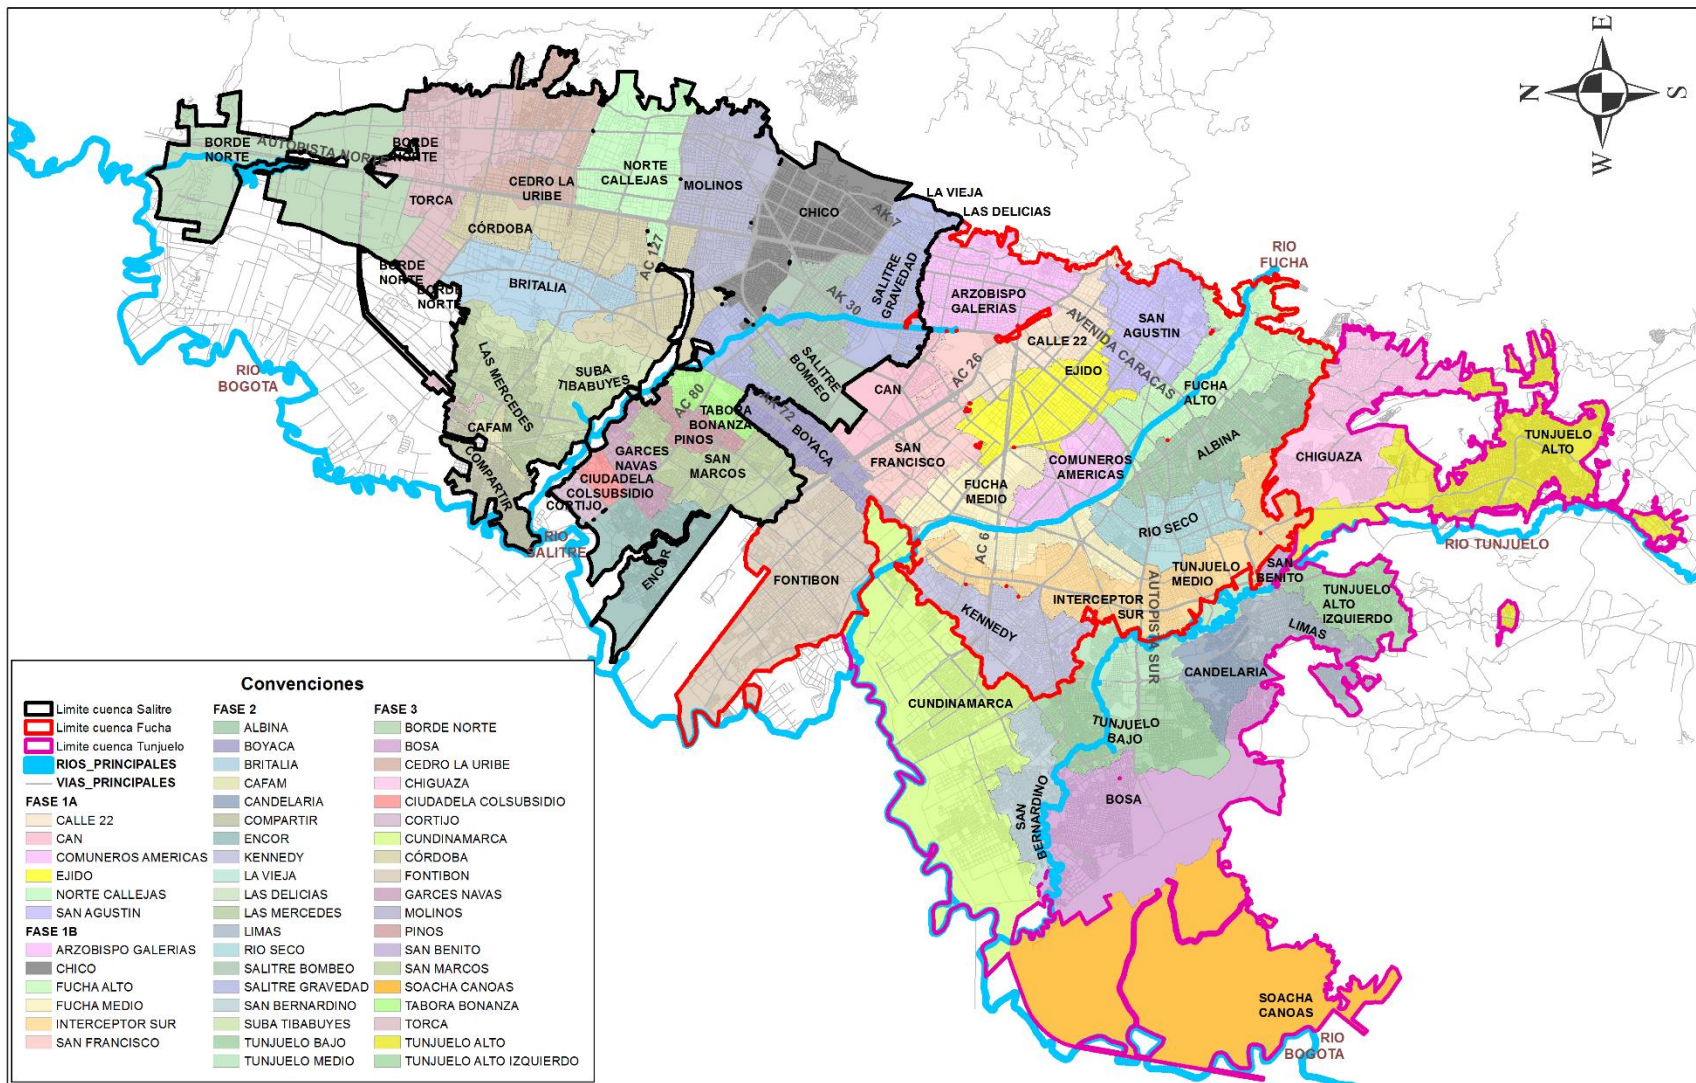 E
N
S
W
BORDE
NORTE
AUTOPISTA NORTE
BORDE
NORTE
TORCA
CEDRO LA
URIBE
NORTE
CALLEJAS
MOLINOS
CHICO
AK 7
LA VIEJA
LAS DELICIAS
CÓRDOBA
AC 127
BORDE
NORTE
BORDE
NORTE
BRITALIA
AK 30
SALITRE
GRAVEDAD
ARZOBISPO
GALERIAS
RIO
FUCHA
SAN
AGUSTIN
AVENIDA CARACAS
CALLE 22
RIO
BOGOTA
LAS MERCEDES
SUBA
TIBABUYES
SALITRE
BOMBEO
CAN
AC 26
EJIDO
FUCHA
ALTO
AC 80
TABORA
BONANZA
AK 72
BOYACA
CAFAM
COMPARTIR
PINOS
GARCES
NAVAS
SAN
MARCOS
CIUDADELA
COLSUBSIDIO
CORTIJO
SAN
FRANCISCO
FUCHA
MEDIO
COMUNEROS
AMERICAS
ALBINA
CHIGUAZA
TUNJUELO
ALTO
RIO
SALITRE
ENCOR
FONTIBON
AC 6
RIO SECO
RIO TUNJUELO
TUNJUELO
MEDIO
SAN
BENITO
INTERCEPTOR
SUR
AUTOPISTA SUR
KENNEDY
TUNJUELO
ALTO
IZQUIERDO
LIMAS
CANDELARIA
CUNDINAMARCA
TUNJUELO
BAJO
SAN
BERNARDINO
BOSA
SOACHA
CANOAS
RIO
BOGOTA
Convenciones
Limite cuenca Salitre
Limite cuenca Fucha
Limite cuenca Tunjuelo
RIOS_PRINCIPALES
VIAS_PRINCIPALES
FASE 1A
CALLE 22
CAN
COMUNEROS AMERICAS
EJIDO
NORTE CALLEJAS
SAN AGUSTIN
FASE 1B
ARZOBISPO GALERIAS
CHICO
FUCHA ALTO
FUCHA MEDIO
INTERCEPTOR SUR
SAN FRANCISCO
FASE 2
ALBINA
BOYACA
BRITALIA
CAFAM
CANDELARIA
COMPARTIR
ENCOR
KENNEDY
LA VIEJA
LAS DELICIAS
LAS MERCEDES
LIMAS
RIO SECO
SALITRE BOMBEO
SALITRE GRAVEDAD
SAN BERNARDINO
SUBA TIBABUYES
TUNJUELO BAJO
TUNJUELO MEDIO
FASE 3
BORDE NORTE
BOSA
CEDRO LA URIBE
CHIGUAZA
CIUDADELA COLSUBSIDIO
CORTIJO
CUNDINAMARCA
CÓRDOBA
FONTIBON
GARCES NAVAS
MOLINOS
PINOS
SAN BENITO
SAN MARCOS
SOACHA CANOAS
TABORA BONANZA
TORCA
TUNJUELO ALTO
TUNJUELO ALTO IZQUIERDO